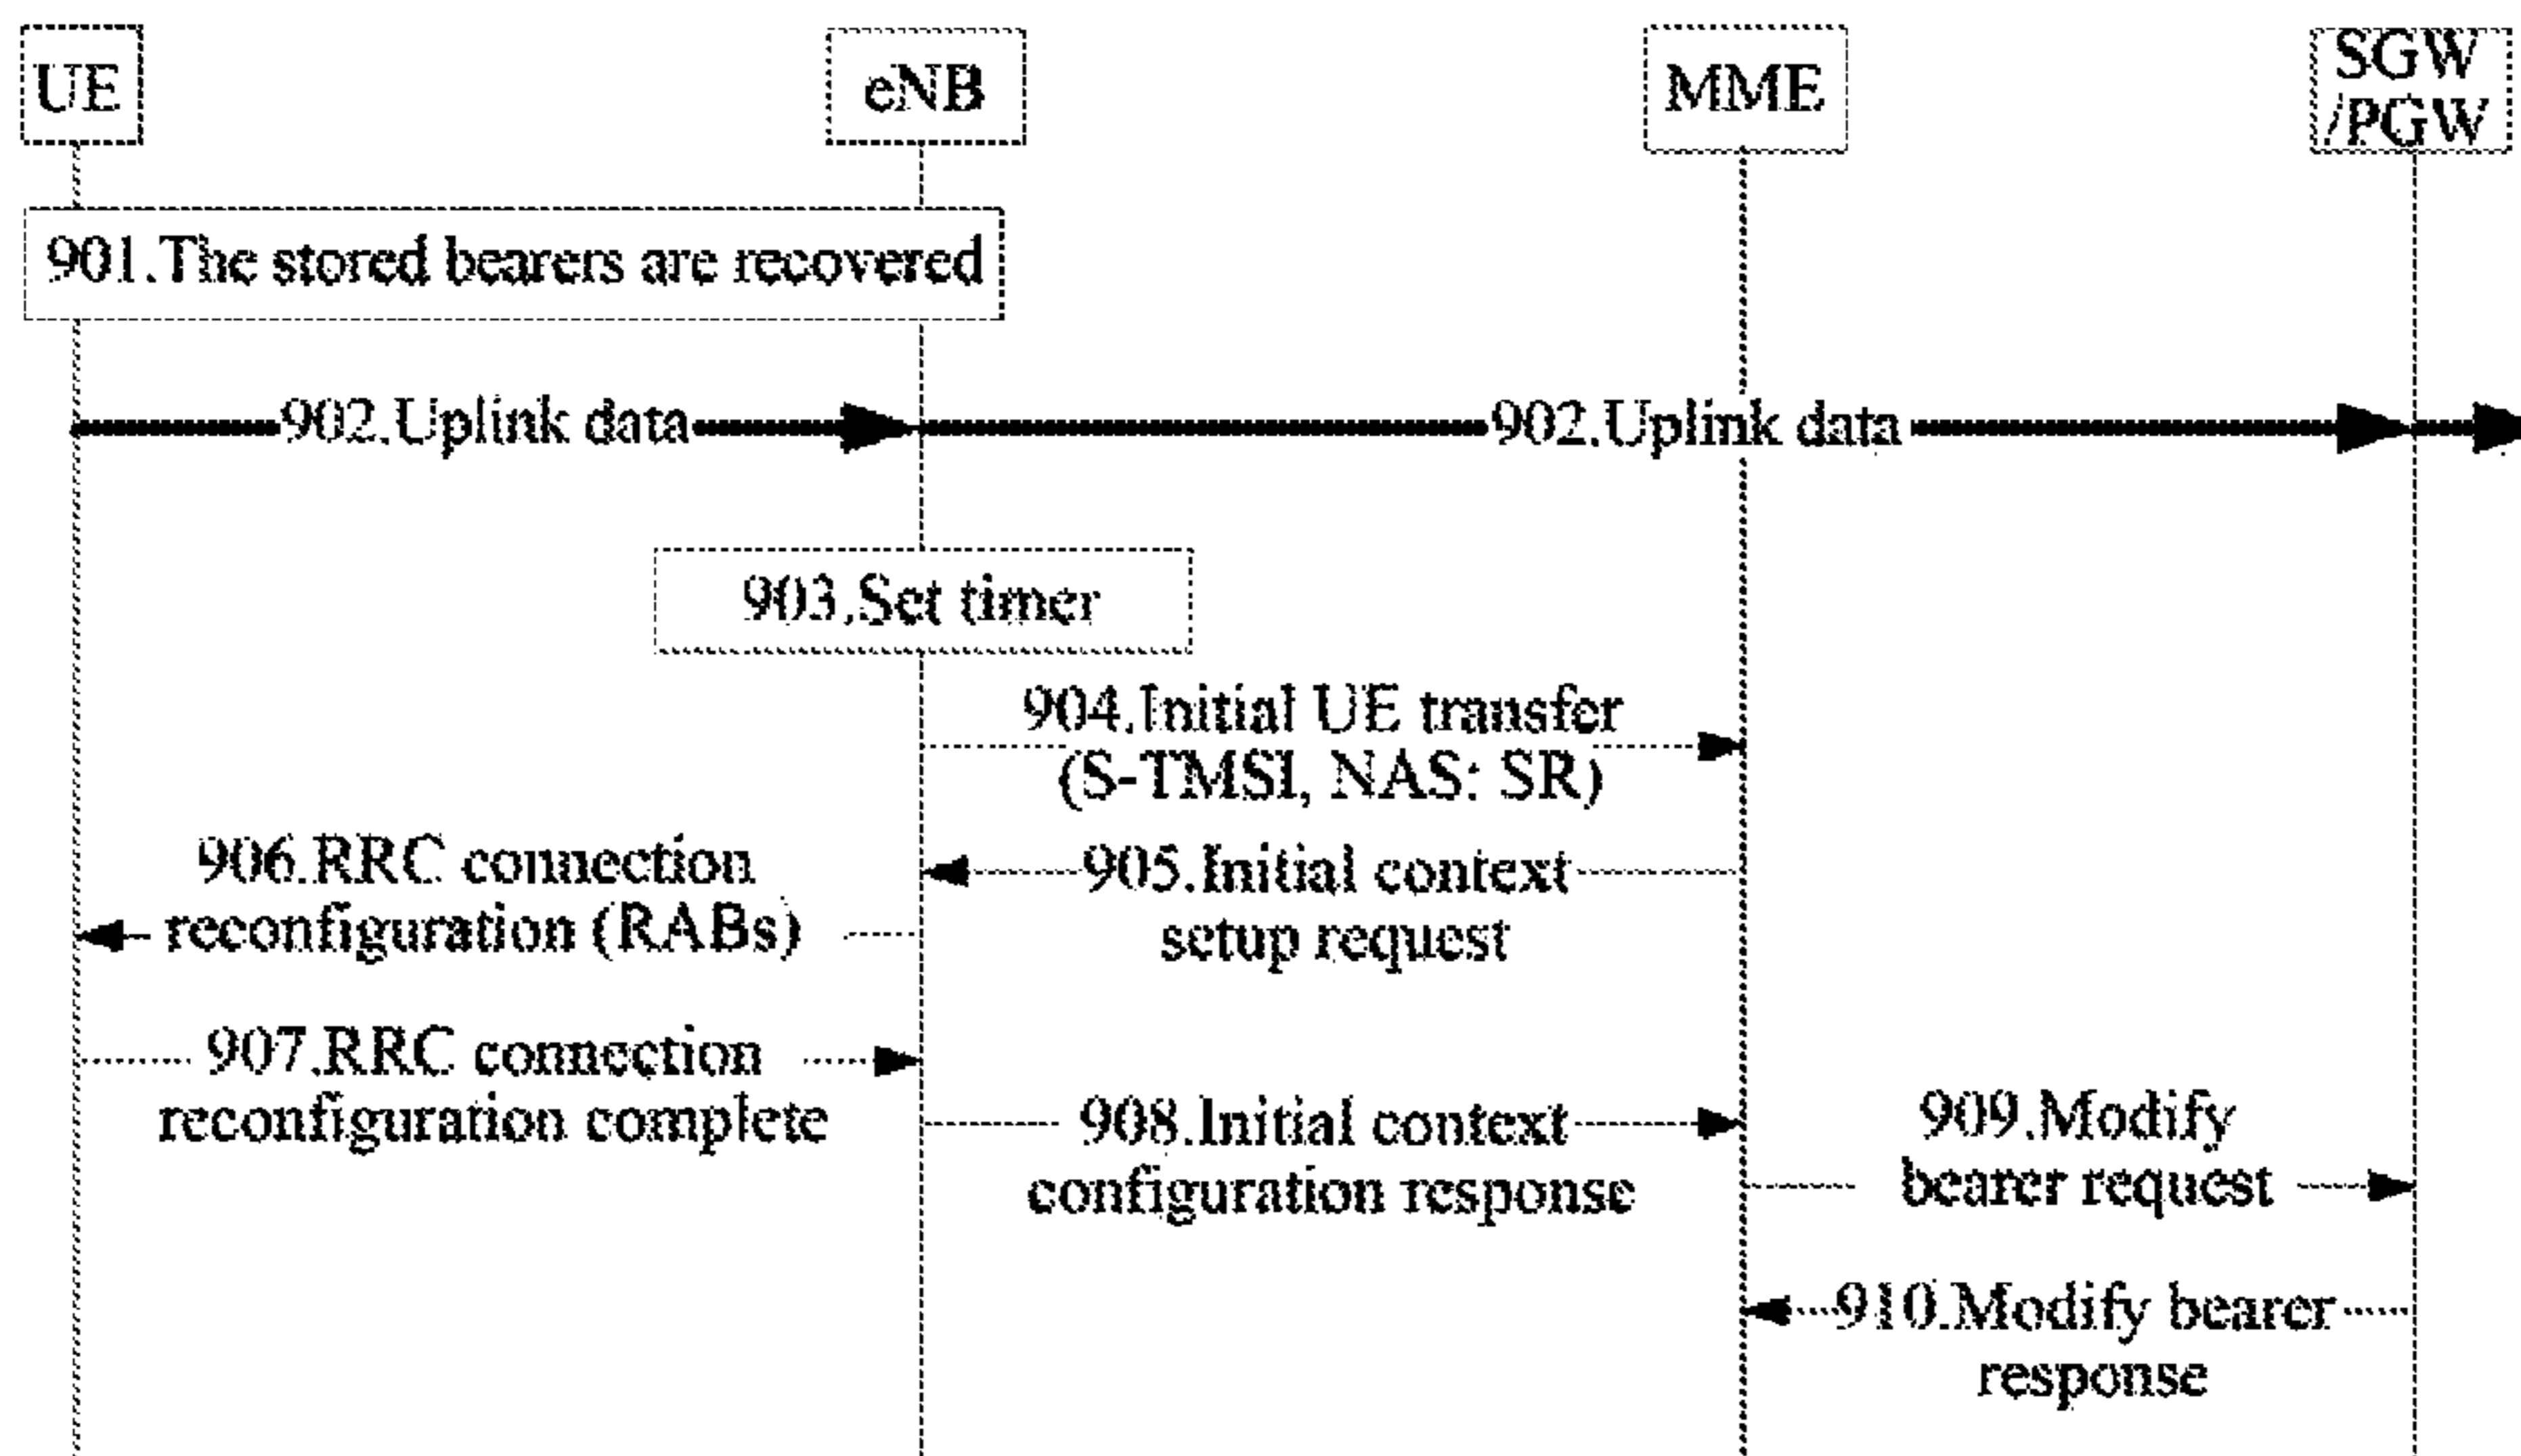 UE
eNB
MME
SGW
/PGW
901.The stored bearers are recovered
902.Uplink data
902.Uplink data
903.Set timer
904.Initial UE transfer
(S-TMSI, NAS: SR)
905.Initial context
setup request
906.RRC connection
reconfiguration (RABs)
907.RRC connection
reconfiguration complete
908.Initial context
configuration response
909.Modify
bearer request
910.Modify bearer
response